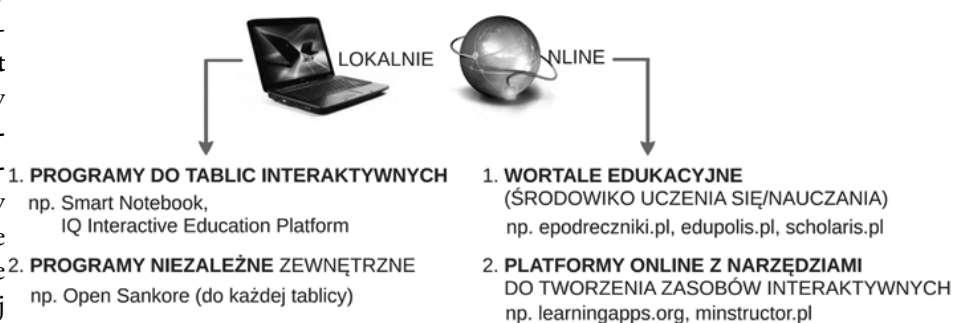 LOKALNIE
NLINE
1. PROGRAMY DO TABLIC INTERAKTYWNYCH
np. Smart Notebook,
IQ Interactive Education Platform
2. PROGRAMY NIEZALEŻNE ZEWNĘTRZNE
np. Open Sankore (do każdej tablicy)
1. WORTALE EDUKACYJNE
(ŚRODOWIKO UCZENIA SIĘ/NAUCZANIA)
np. epodreczniki.pl, edupolis.pl, scholaris.pl
2. PLATFORMY ONLINE Z NARZĘDZIAMI
DO TWORZENIA ZASOBÓW INTERAKTYWNYCH
np. learningapps.org, minstructor.pl